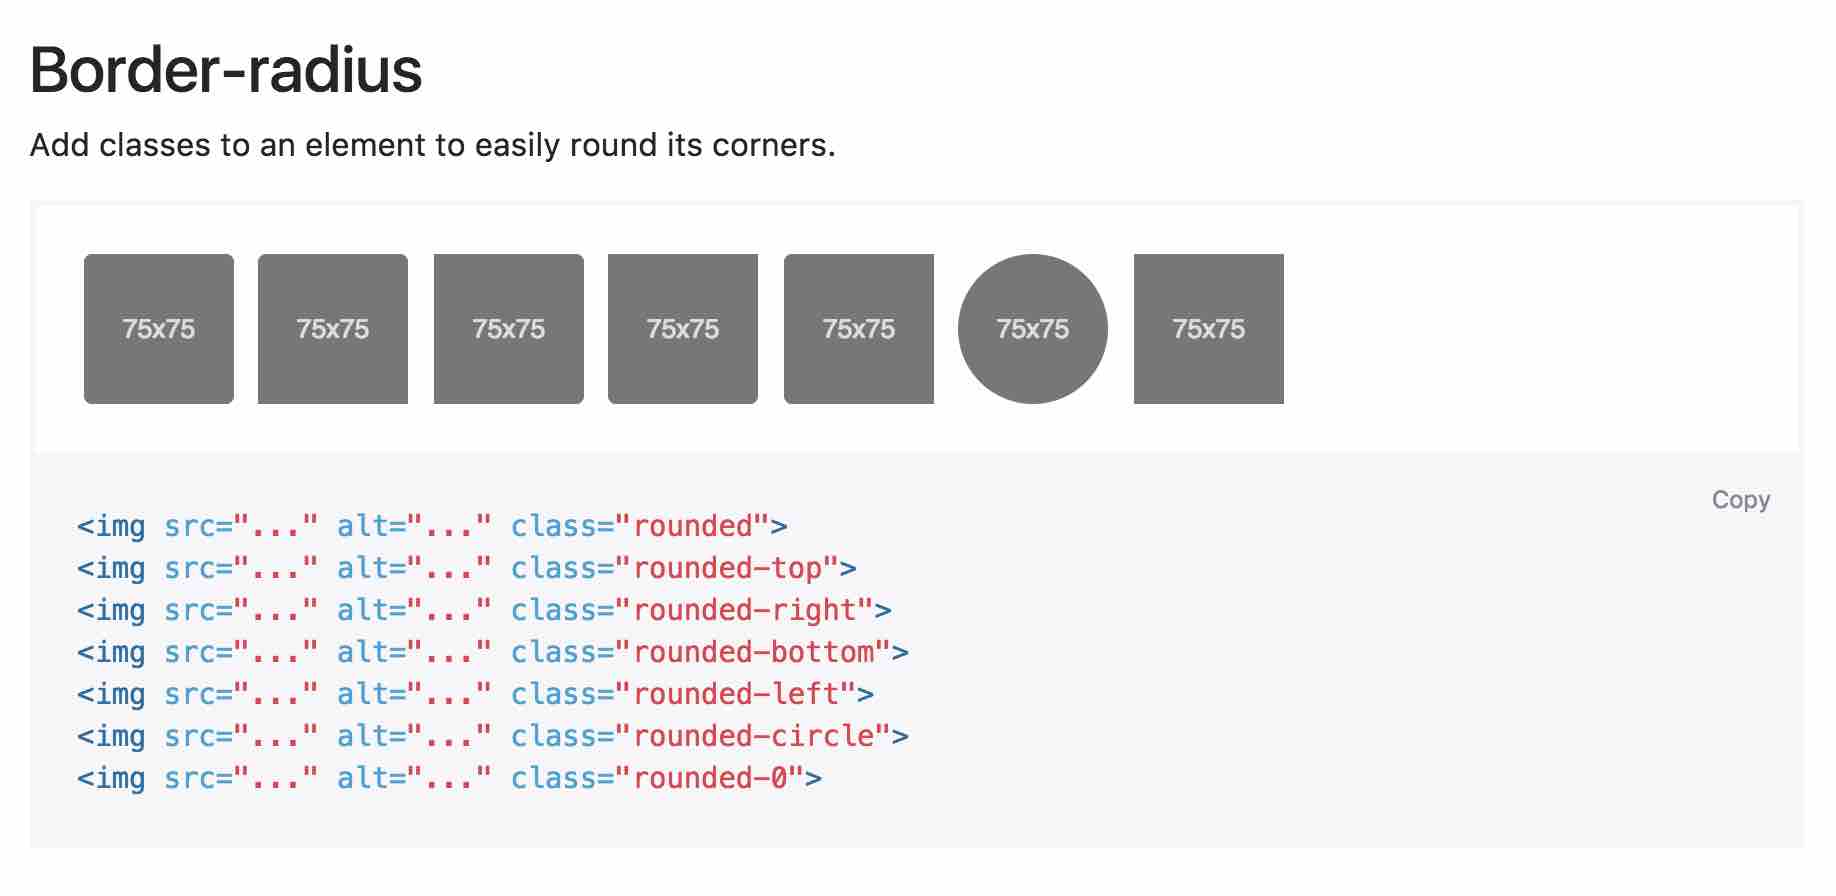 Border-radius
Add classes to an element to easily round its corners.
75x75 75x75 75x75 75x75 75x75 75x75 75x75
Copy
<img src="..." alt="..." class="rounded">
<img src="..." alt="..." class="rounded-top">
<img src="..." alt="..." class="rounded-right">
<img src="..." alt="..." class="rounded-bottom">
<img src="..." alt="..." class="rounded-left">
<img src="..." alt="..." class="rounded-circle">
<img src="..." alt="..." class="rounded-0">